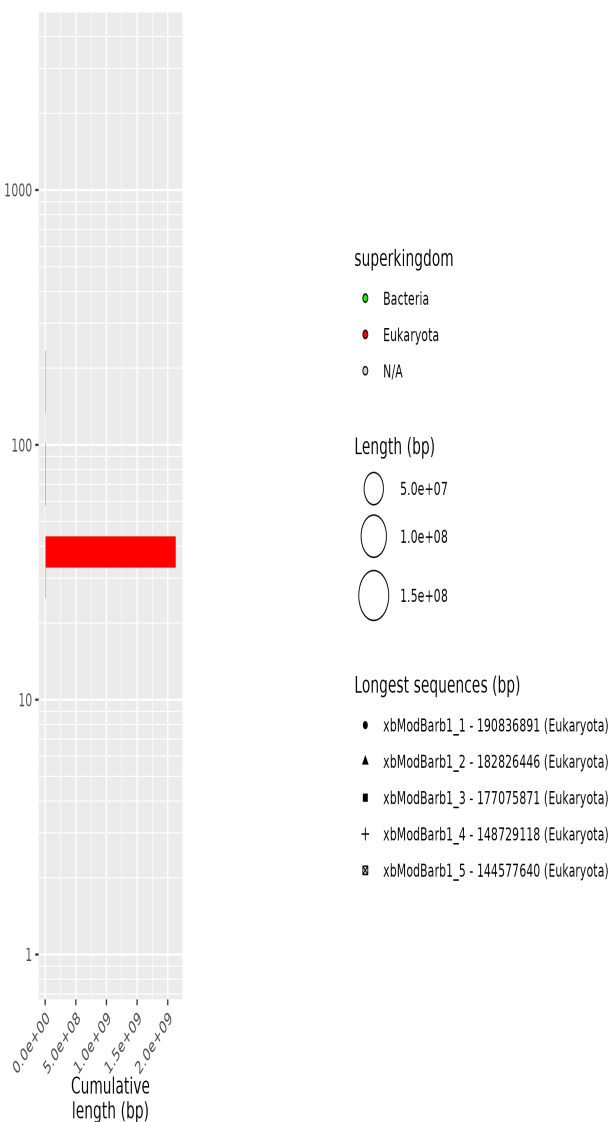 1000
100
10
1
0.0e+00
5.0e+08
1.0e+09
1.5e+09
2.0e+09
Cumulative
length (bp)
superkingdom
Bacteria
Eukaryota
N/A
Length (bp)
5.0e+07
1.0e+08
1.5e+08
Longest sequences (bp)
xbModBarb1_1 - 190836891 (Eukaryota)
xbModBarb1_2 - 182826446 (Eukaryota)
xbModBarb1_3 - 177075871 (Eukaryota)
xbModBarb1_4 - 148729118 (Eukaryota)
xbModBarb1_5 - 144577640 (Eukaryota)